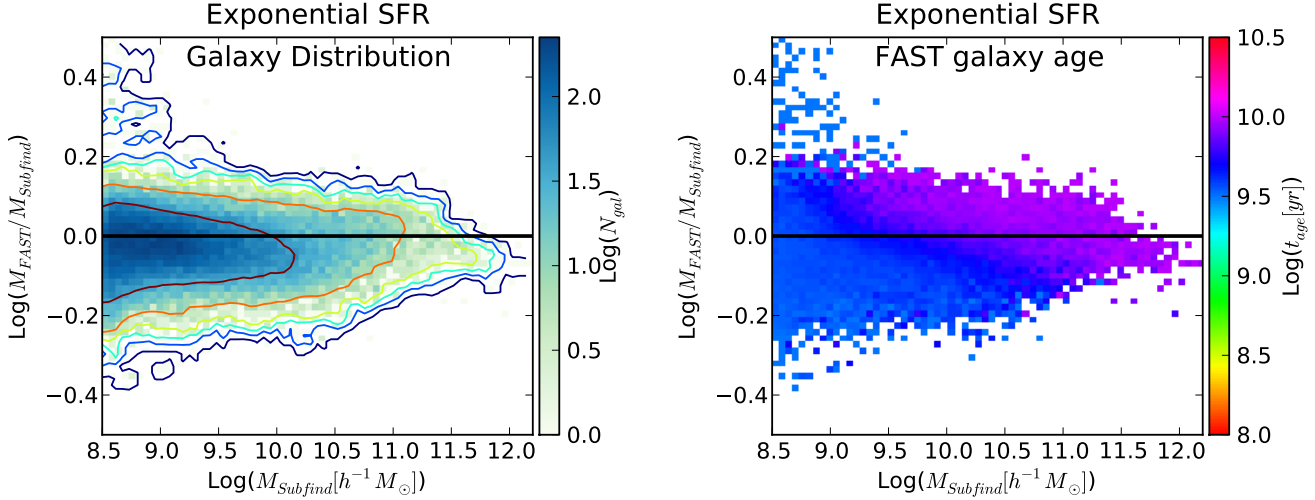 Exponential SFR
Galaxy Distribution
Log(M_FAST/M_Subfind)
0.4
0.2
0.0
−0.2
−0.4
8.5 9.0 9.5 10.0 10.5 11.0 11.5 12.0
Log(M_Subfind[h⁻¹ M_⊙])
2.0
1.5
1.0
0.5
0.0
Log(N_gal)
Exponential SFR
FAST galaxy age
Log(M_FAST/M_Subfind)
0.4
0.2
0.0
−0.2
−0.4
8.5 9.0 9.5 10.0 10.5 11.0 11.5 12.0
Log(M_Subfind[h⁻¹ M_⊙])
10.5
10.0
9.5
9.0
8.5
8.0
Log(t_age[yr])